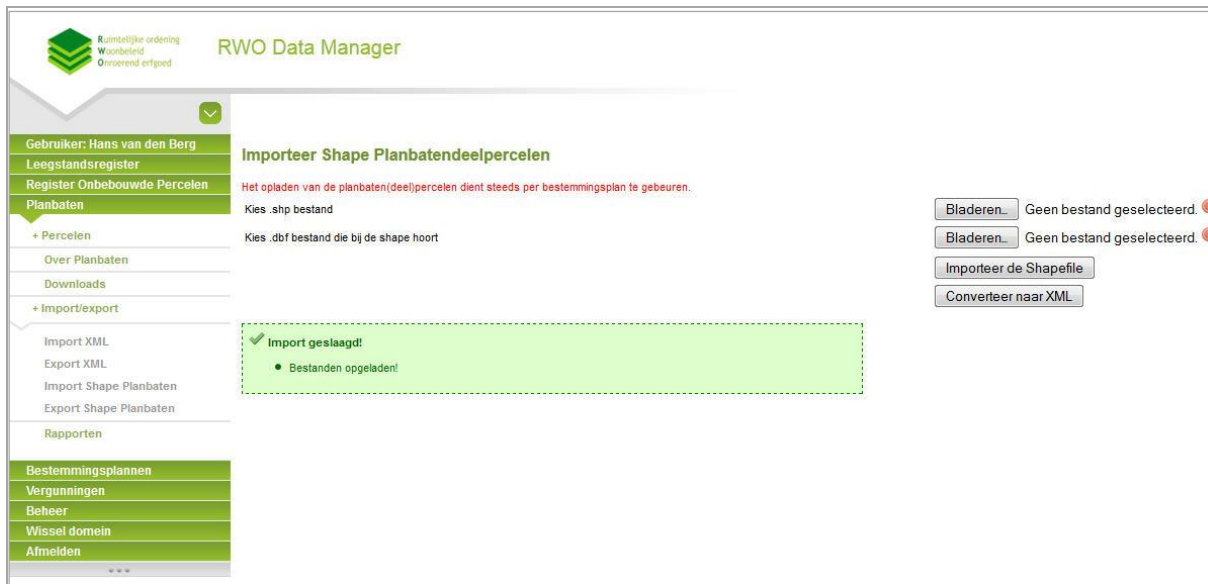 Ruimtelijke ordening
Woonbeleid
Onroerend erfgoed
RWO Data Manager
Gebruiker: Hans van den Berg
Leegstandsregister
Register Onbebouwde Percelen
Planbaten
+ Percelen
Over Planbaten
Downloads
+ Import/export
Import XML
Export XML
Import Shape Planbaten
Export Shape Planbaten
Rapporten
Bestemmingsplannen
Vergunningen
Beheer
Wissel domein
Afmelden
Importeer Shape Planbatendeelpercelen
Het opladen van de planbaten(deel)percelen dient steeds per bestemmingsplan te gebeuren.
Kies .shp bestand
Bladeren... Geen bestand geselecteerd.
Kies .dbf bestand die bij de shape hoort
Bladeren... Geen bestand geselecteerd.
Importeer de Shapefile
Converteer naar XML
Import geslaagd!
• Bestanden opgeladen!